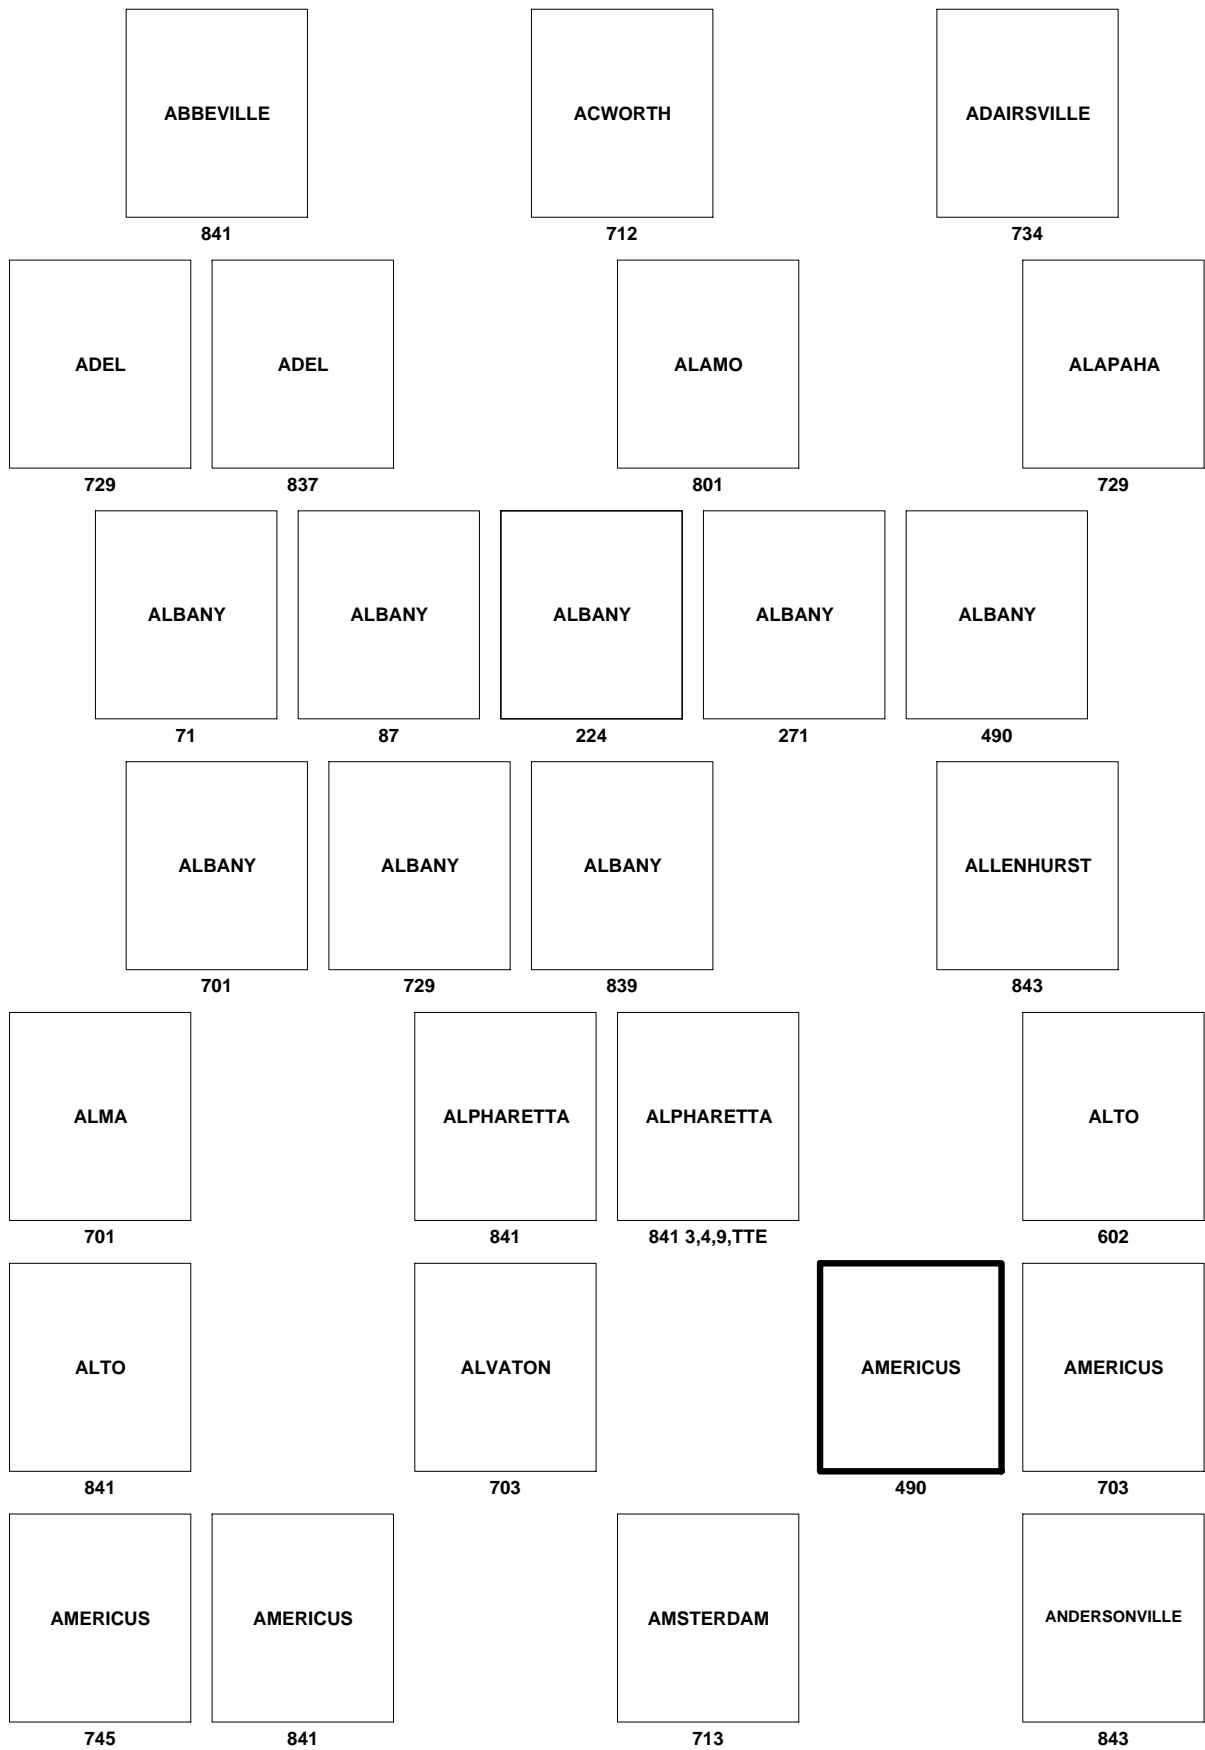 ABBEVILLE ACWORTH ADAIRSVILLE
841 712 734
ADEL ADEL ALAMO ALAPAHA
729 837 801 729
ALBANY ALBANY ALBANY ALBANY ALBANY
71 87 224 271 490
ALBANY ALBANY ALBANY ALLENHURST
701 729 839 843
ALMA ALPHARETTA ALPHARETTA ALTO
701 841 841 3,4,9,TTE 602
ALTO ALVATON AMERICUS AMERICUS
841 703 490 703
AMERICUS AMERICUS AMSTERDAM ANDERSONVILLE
745 841 713 843